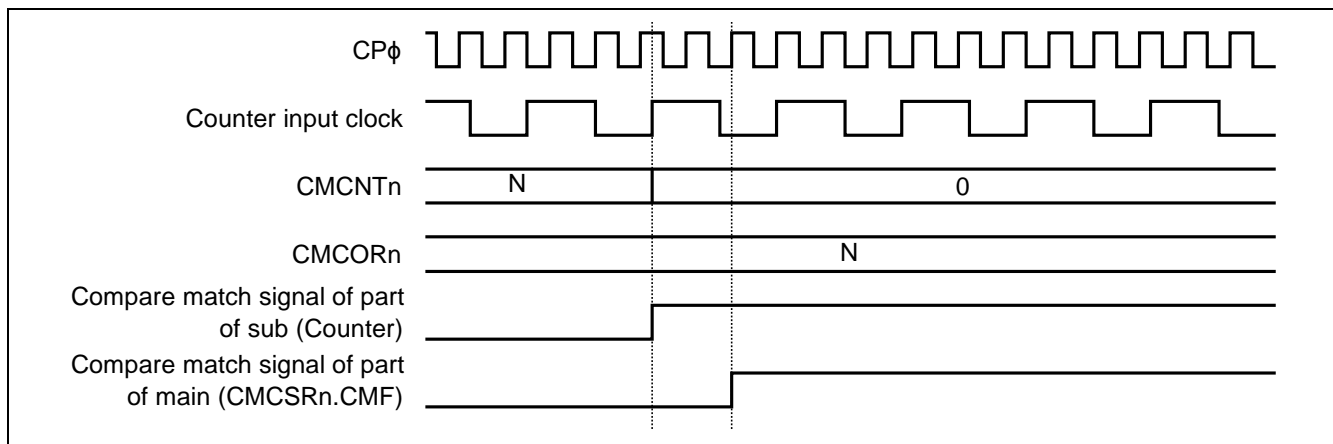 CPϕ
Counter input clock
CMCNTn
N
0
CMCORn
N
Compare match signal of part
of sub (Counter)
Compare match signal of part
of main (CMCSRn.CMF)